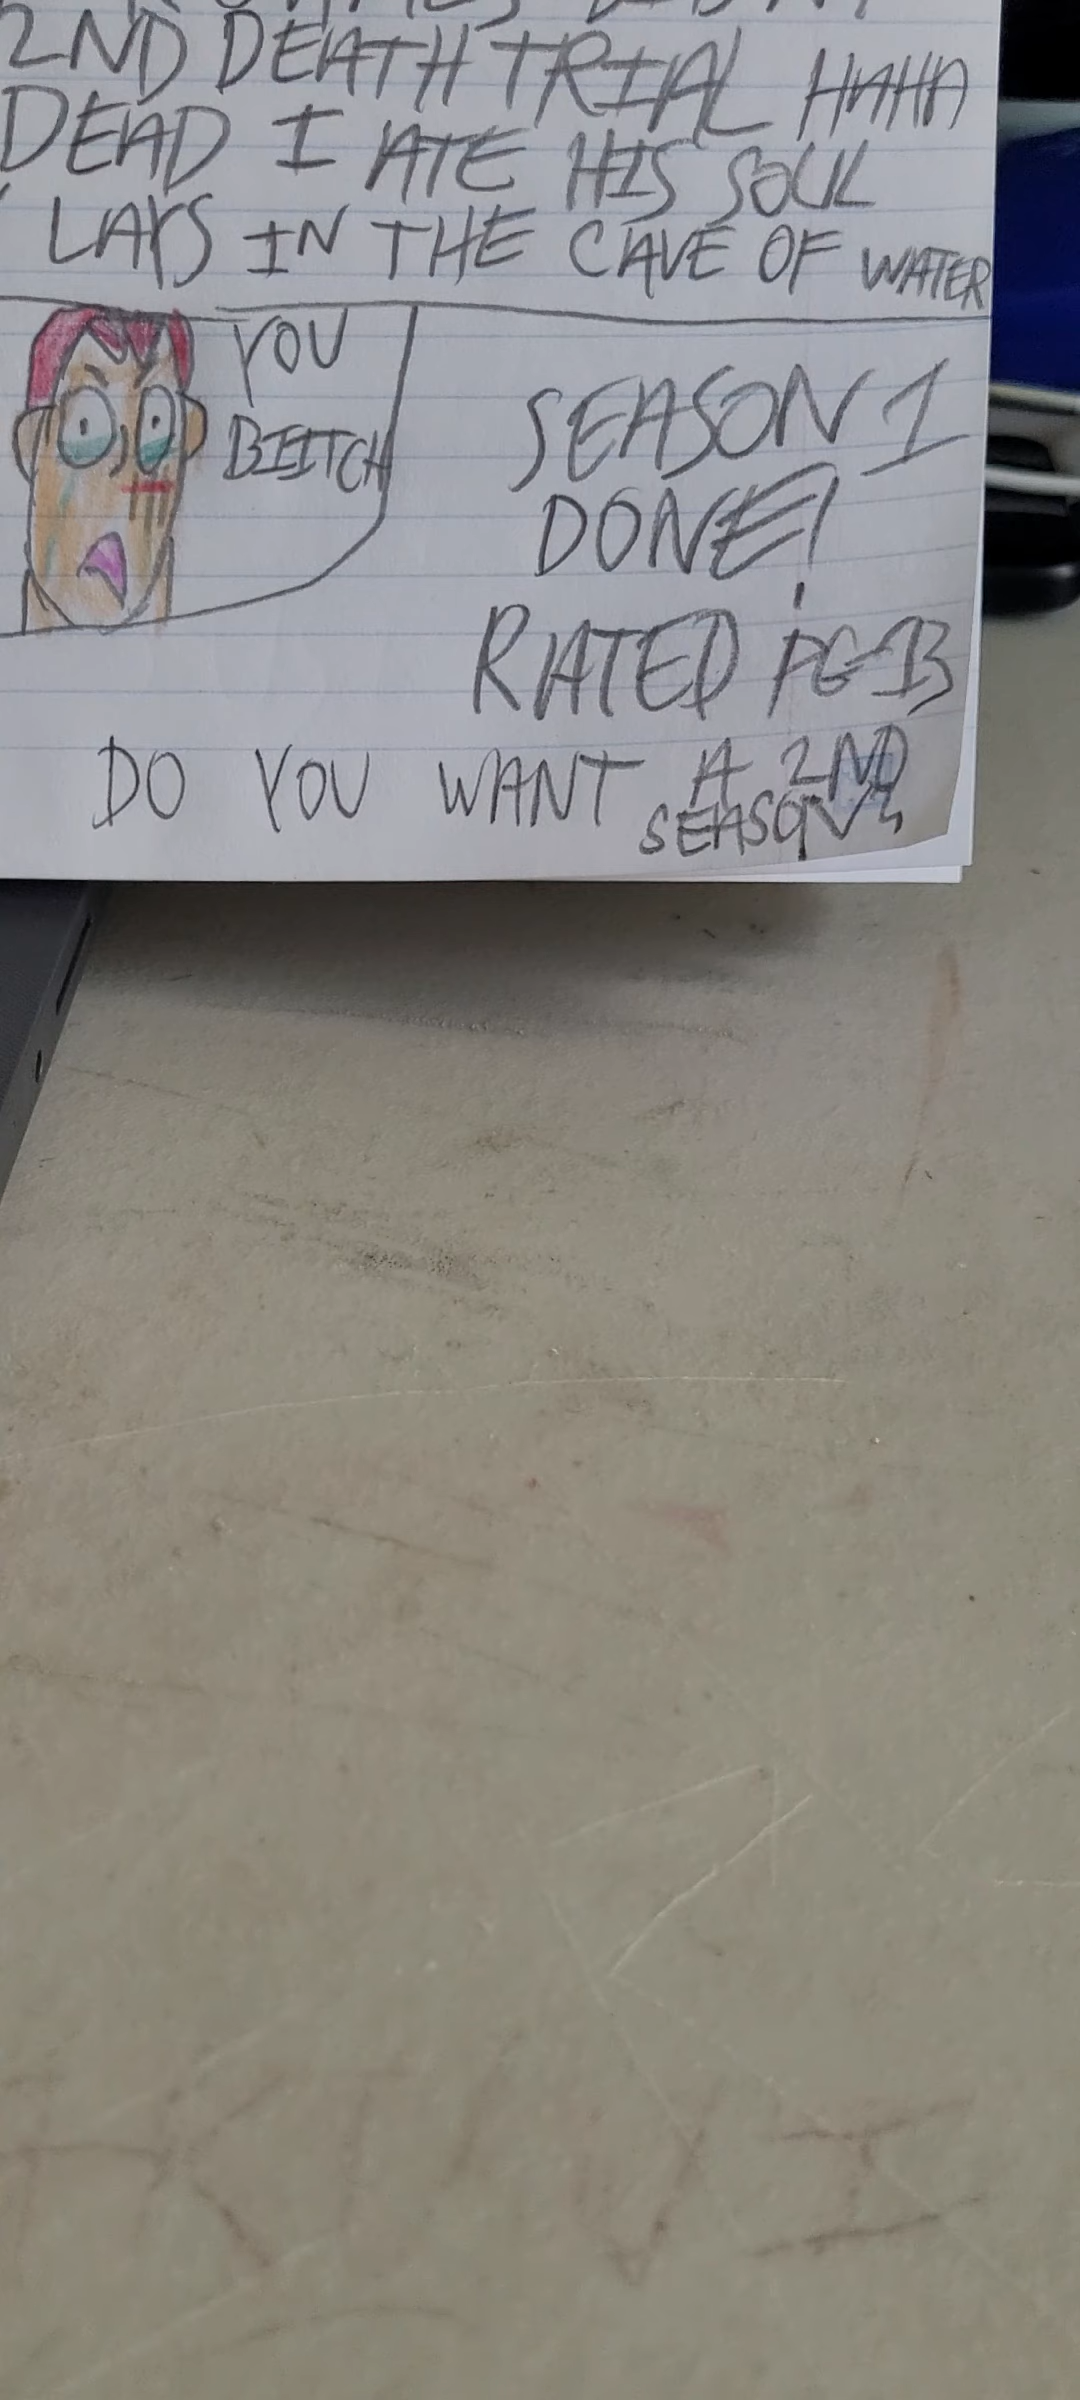 2ND DEATH TRIAL HAHA
DEAD I ATE HIS SOUL
LAYS IN THE CAVE OF WATER
YOU
BIITCH
SEASON 1
DONE!
RATED PG-13
DO YOU WANT A 2ND
SEASON?